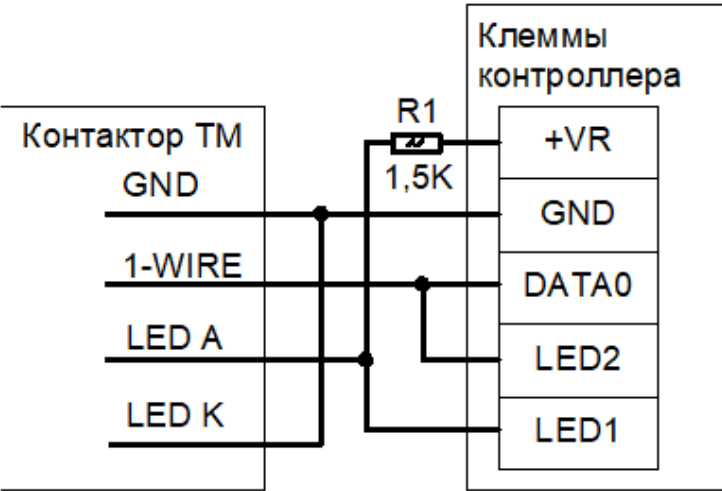 Клеммы
контроллера
R1
Контактор ТМ
+VR
1,5K
GND
GND
1-WIRE
DATA0
LED A
LED2
LED K
LED1